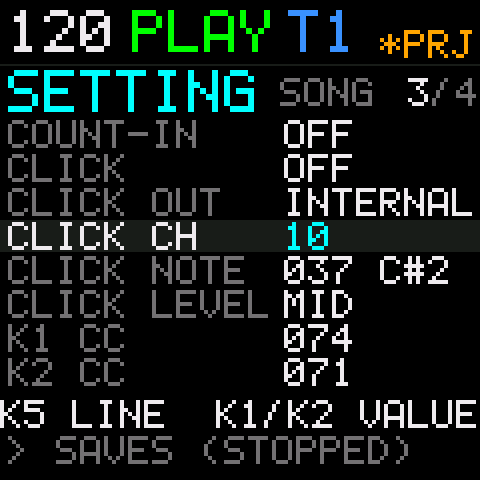 120 PLAY T1 *PRJ
SETTING SONG 3/4
COUNT-IN OFF
CLICK OFF
CLICK OUT INTERNAL
CLICK CH 10
CLICK NOTE 037 C#2
CLICK LEVEL MID
K1 CC 074
K2 CC 071
K5 LINE K1/K2 VALUE
> SAVES (STOPPED)